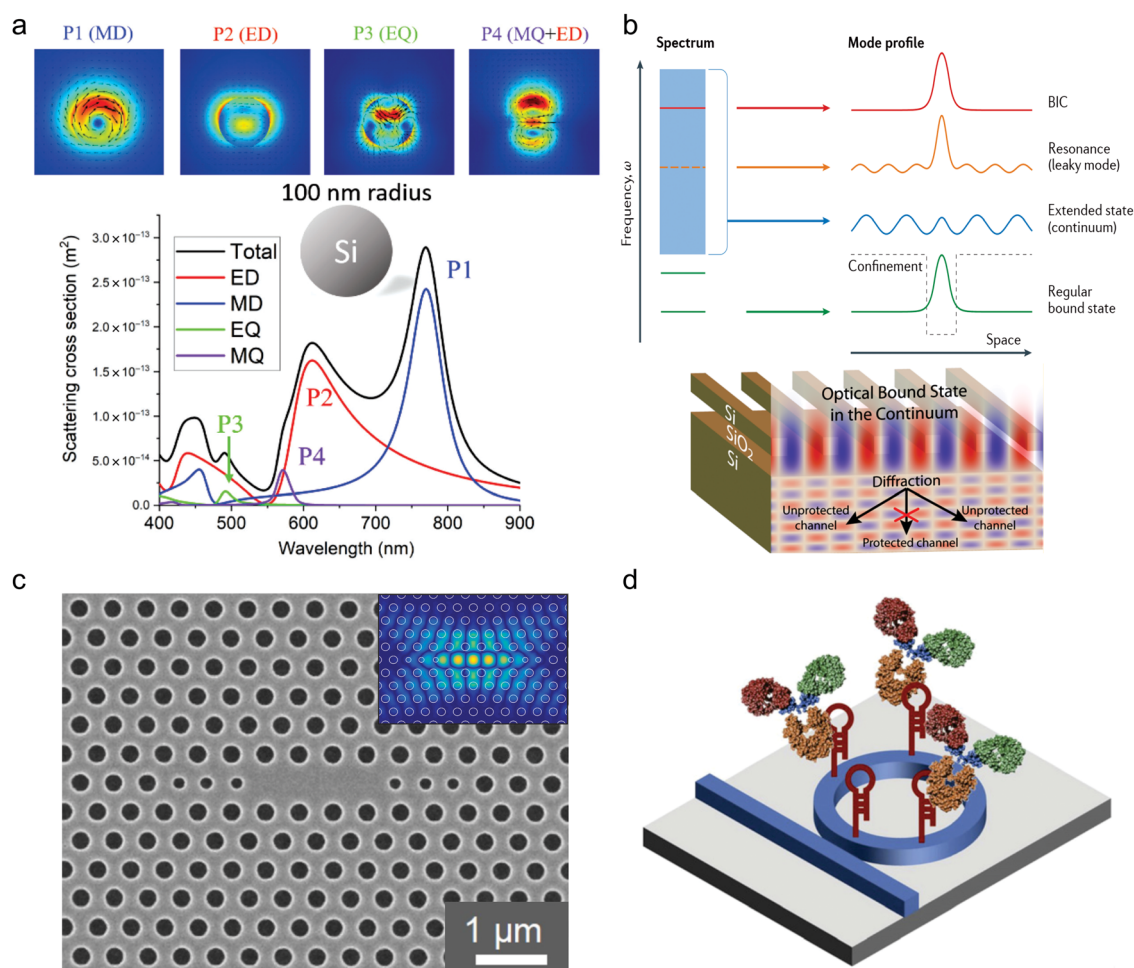 a
P1 (MD)
P2 (ED)
P3 (EQ)
P4 (MQ+ED)
100 nm radius
Si
Scattering cross section (m²)
3.0×10⁻¹³
2.5×10⁻¹³
2.0×10⁻¹³
1.5×10⁻¹³
1.0×10⁻¹³
5.0×10⁻¹⁴
0.0
Total
ED
MD
EQ
MQ
P1
P2
P3
P4
400
500
600
700
800
900
Wavelength (nm)
b
Spectrum
Mode profile
Frequency, ω
BIC
Resonance
(leaky mode)
Extended state
(continuum)
Confinement
Regular
bound state
Space
Optical Bound State
in the Continuum
Si
SiO₂
Si
Diffraction
Unprotected
channel
Unprotected
channel
Protected channel
c
1 μm
d